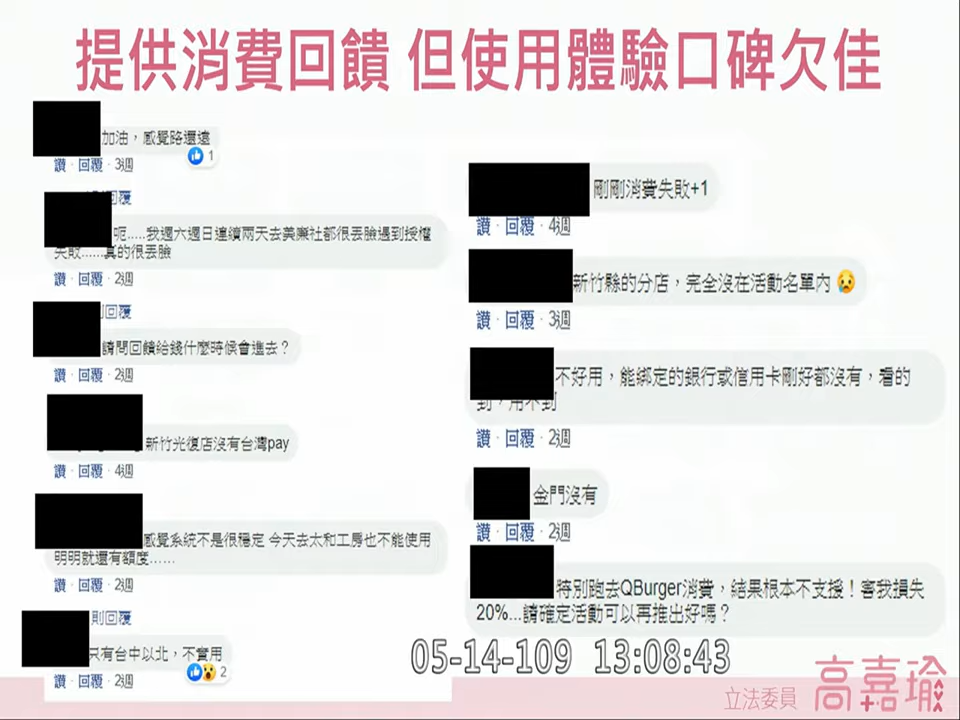 提供消費回饋 但使用體驗口碑欠佳
加油,感覺路還遠
1
讚·回覆·3週
回覆
呃.....我週六週日連續兩天去美廉社都很丟臉遇到授權
失敗......真的很丟臉
讚·回覆·2週
則回覆
請問回饋給錢什麼時候會進去?
讚·回覆·2週
新竹光復店沒有台灣pay
讚·回覆·4週
感覺系統不是很穩定 今天去太和工房也不能使用
明明就還有額度......
讚·回覆·2週
則回覆
只有台中以北,不實用
2
讚·回覆·2週
剛剛消費失敗+1
讚·回覆·4週
新竹縣的分店,完全沒在活動名單內
讚·回覆·3週
不好用,能綁定的銀行或信用卡剛好都沒有,看的
到,用不到
讚·回覆·2週
金門沒有
讚·回覆·2週
特別跑去QBurger消費,結果根本不支援!害我損失
20%...請確定活動可以再推出好嗎?
05-14-109 13:08:43
立法委員 高嘉瑜